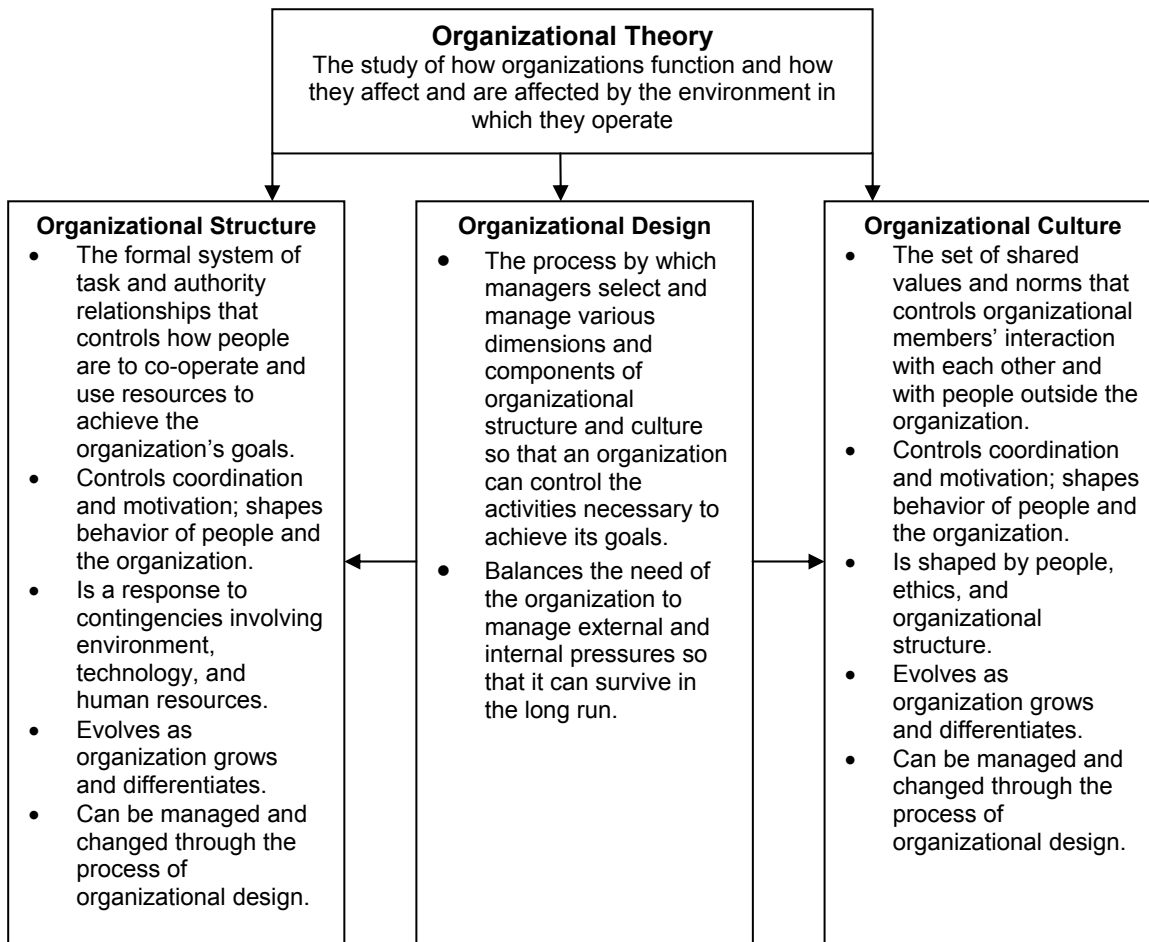 Organizational Theory
The study of how organizations function and how
they affect and are affected by the environment in
which they operate
Organizational Structure
• The formal system of
task and authority
relationships that
controls how people
are to co-operate and
use resources to
achieve the
organization's goals.
• Controls coordination
and motivation; shapes
behavior of people and
the organization.
• Is a response to
contingencies involving
environment,
technology, and
human resources.
• Evolves as
organization grows
and differentiates.
• Can be managed and
changed through the
process of
organizational design.
Organizational Design
• The process by which
managers select and
manage various
dimensions and
components of
organizational
structure and culture
so that an organization
can control the
activities necessary to
achieve its goals.
• Balances the need of
the organization to
manage external and
internal pressures so
that it can survive in
the long run.
Organizational Culture
• The set of shared
values and norms that
controls organizational
members' interaction
with each other and
with people outside the
organization.
• Controls coordination
and motivation; shapes
behavior of people and
the organization.
• Is shaped by people,
ethics, and
organizational
structure.
• Evolves as
organization grows
and differentiates.
• Can be managed and
changed through the
process of
organizational design.